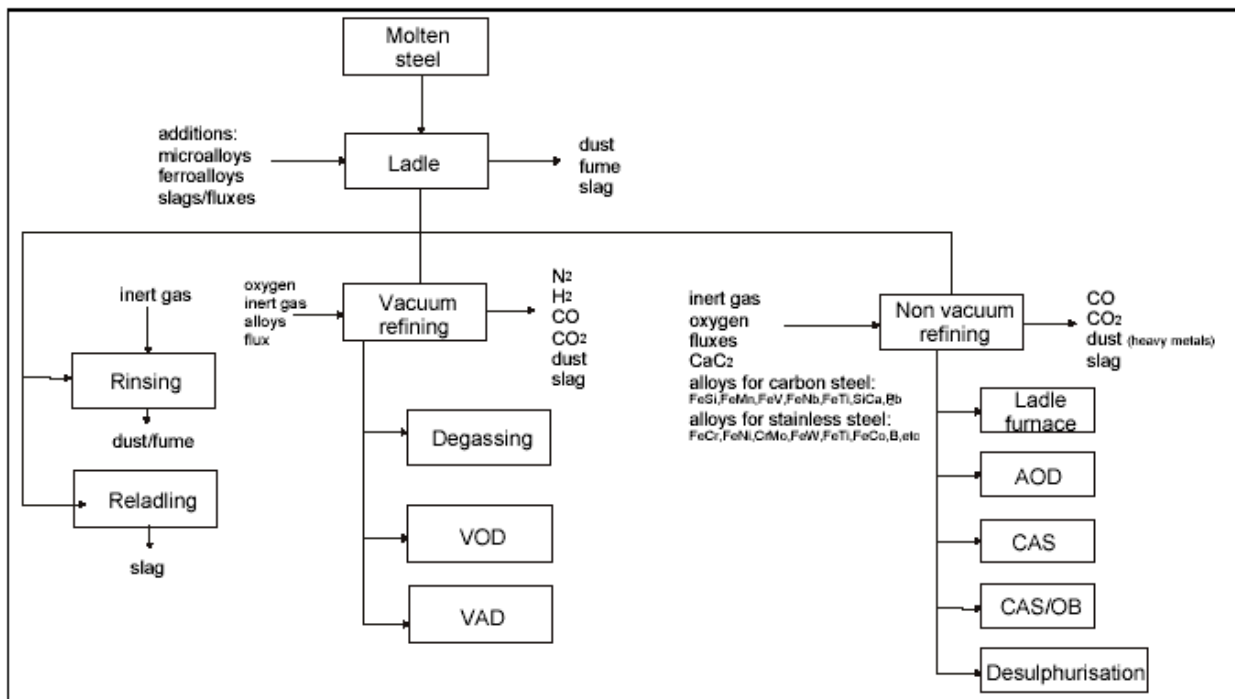 Molten
steel
additions:
microalloys
ferroalloys
slags/fluxes
Ladle
dust
fume
slag
inert gas
Rinsing
dust/fume
Reladling
slag
oxygen
inert gas
alloys
flux
Vacuum
refining
N2
H2
CO
CO2
dust
slag
Degassing
VOD
VAD
inert gas
oxygen
fluxes
CaC2
alloys for carbon steel:
FeSi,FeMn,FeV,FeNb,FeTi,SiCa,Pb
alloys for stainless steel:
FeCr,FeNi,CrMo,FeW,FeTi,FeCo,B,etc
Non vacuum
refining
CO
CO2
dust (heavy metals)
slag
Ladle
furnace
AOD
CAS
CAS/OB
Desulphurisation